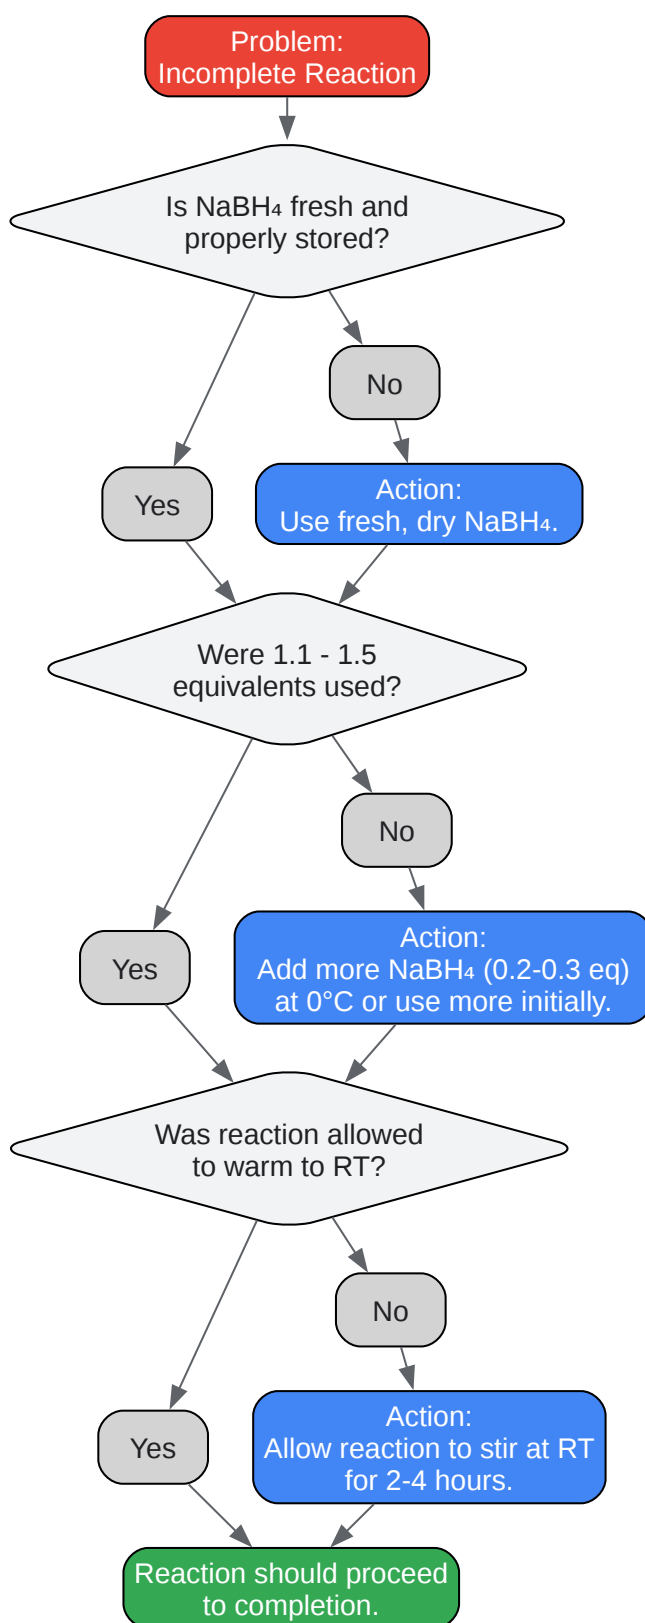 Problem:
Incomplete Reaction
Is NaBH₄ fresh and
properly stored?
No
Yes
Action:
Use fresh, dry NaBH₄.
Were 1.1 - 1.5
equivalents used?
No
Yes
Action:
Add more NaBH₄ (0.2-0.3 eq)
at 0°C or use more initially.
Was reaction allowed
to warm to RT?
No
Yes
Action:
Allow reaction to stir at RT
for 2-4 hours.
Reaction should proceed
to completion.